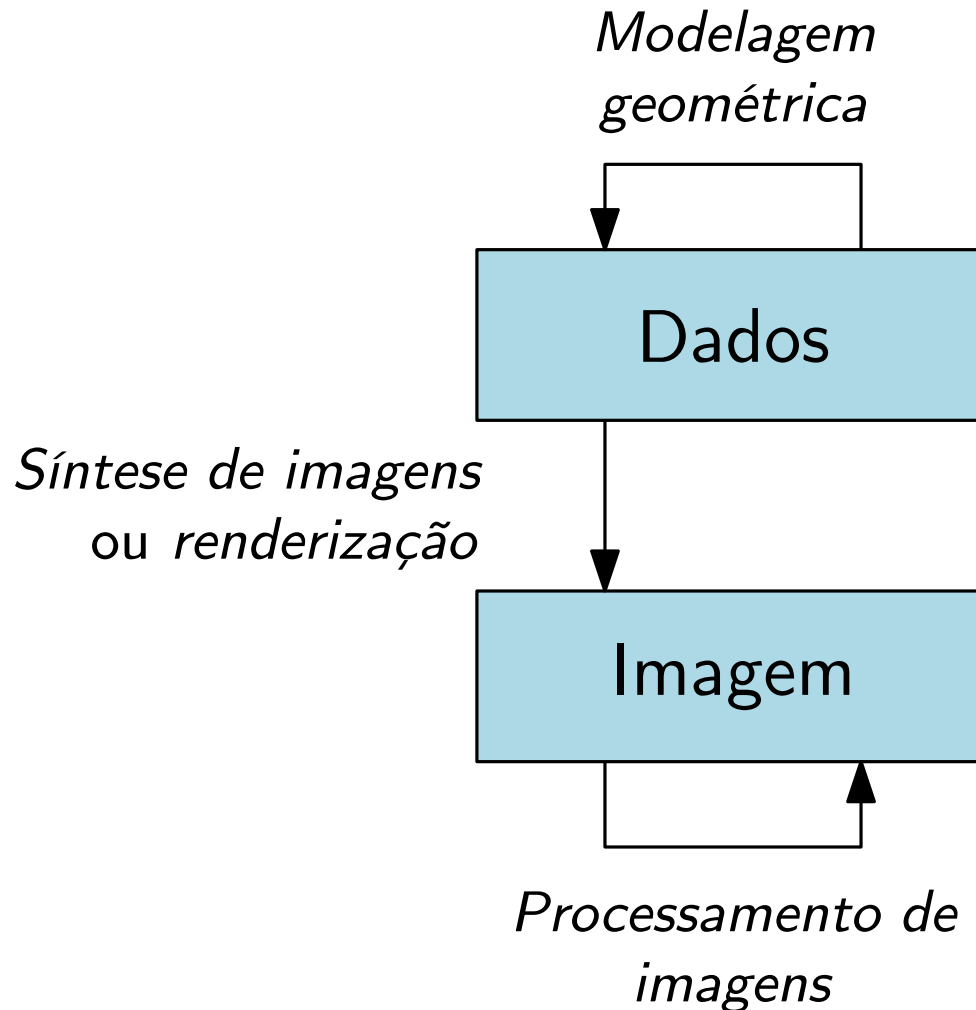 Modelagem
geométrica
Dados
Síntese de imagens
ou renderização
Imagem
Processamento de
imagens